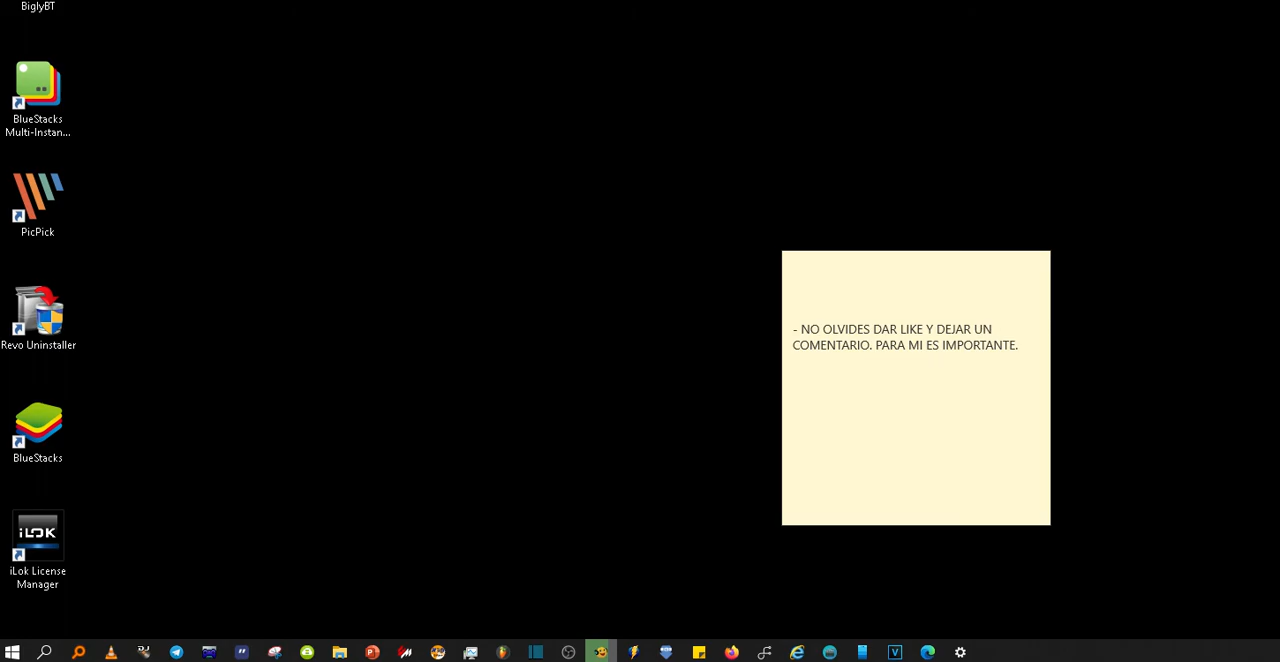 BiglyBT
BlueStacks
Multi-Instan...
PicPick
Revo Uninstaller
BlueStacks
iLOK
iLok License
Manager
- NO OLVIDES DAR LIKE Y DEJAR UN
COMENTARIO. PARA MI ES IMPORTANTE.